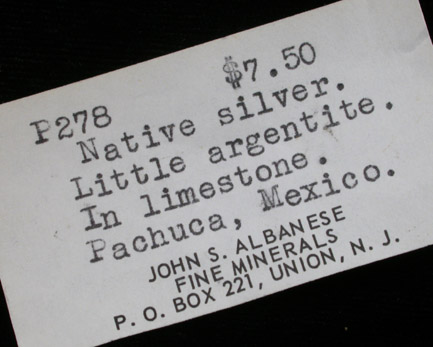 P278 $7.50
Native silver.
Little argentite.
In limestone.
Pachuca, Mexico.
JOHN S. ALBANESE
FINE MINERALS
P. O. BOX 221, UNION, N. J.